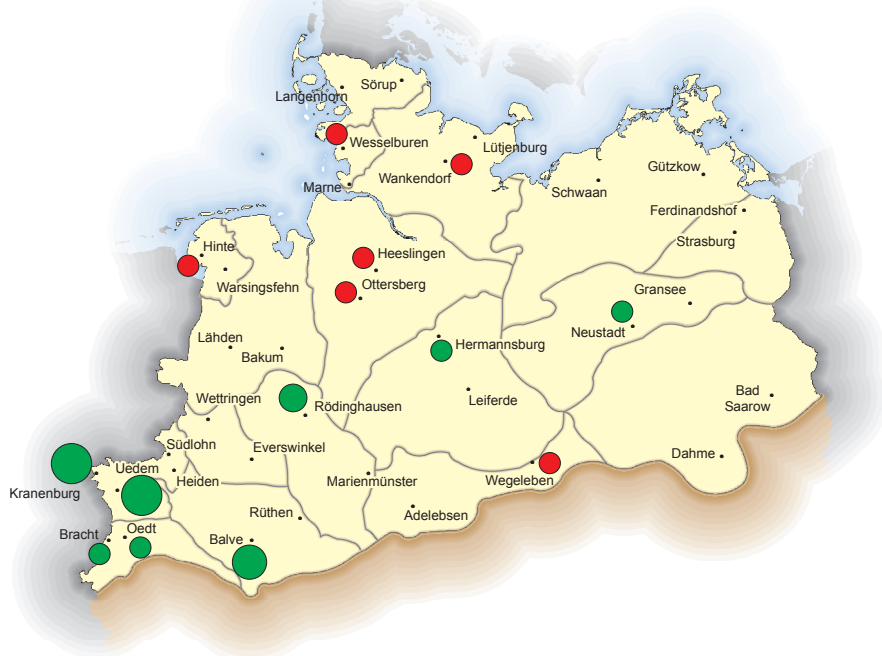 Sörup
Langenhorn
Wesselburen
Lütjenburg
Wankendorf
Gützkow
Marne
Schwaan
Ferdinandshof
Strasburg
Hinte
Heeslingen
Warsingsfehn
Ottersberg
Gransee
Neustadt
Lähden
Hermannsburg
Bakum
Wettringen
Rödinghausen
Leiferde
Bad
Saarow
Südlohn
Everswinkel
Dahme
Uedem
Heiden
Marienmünster
Wegeleben
Kranenburg
Rüthen
Adelebsen
Oedt
Bracht
Balve